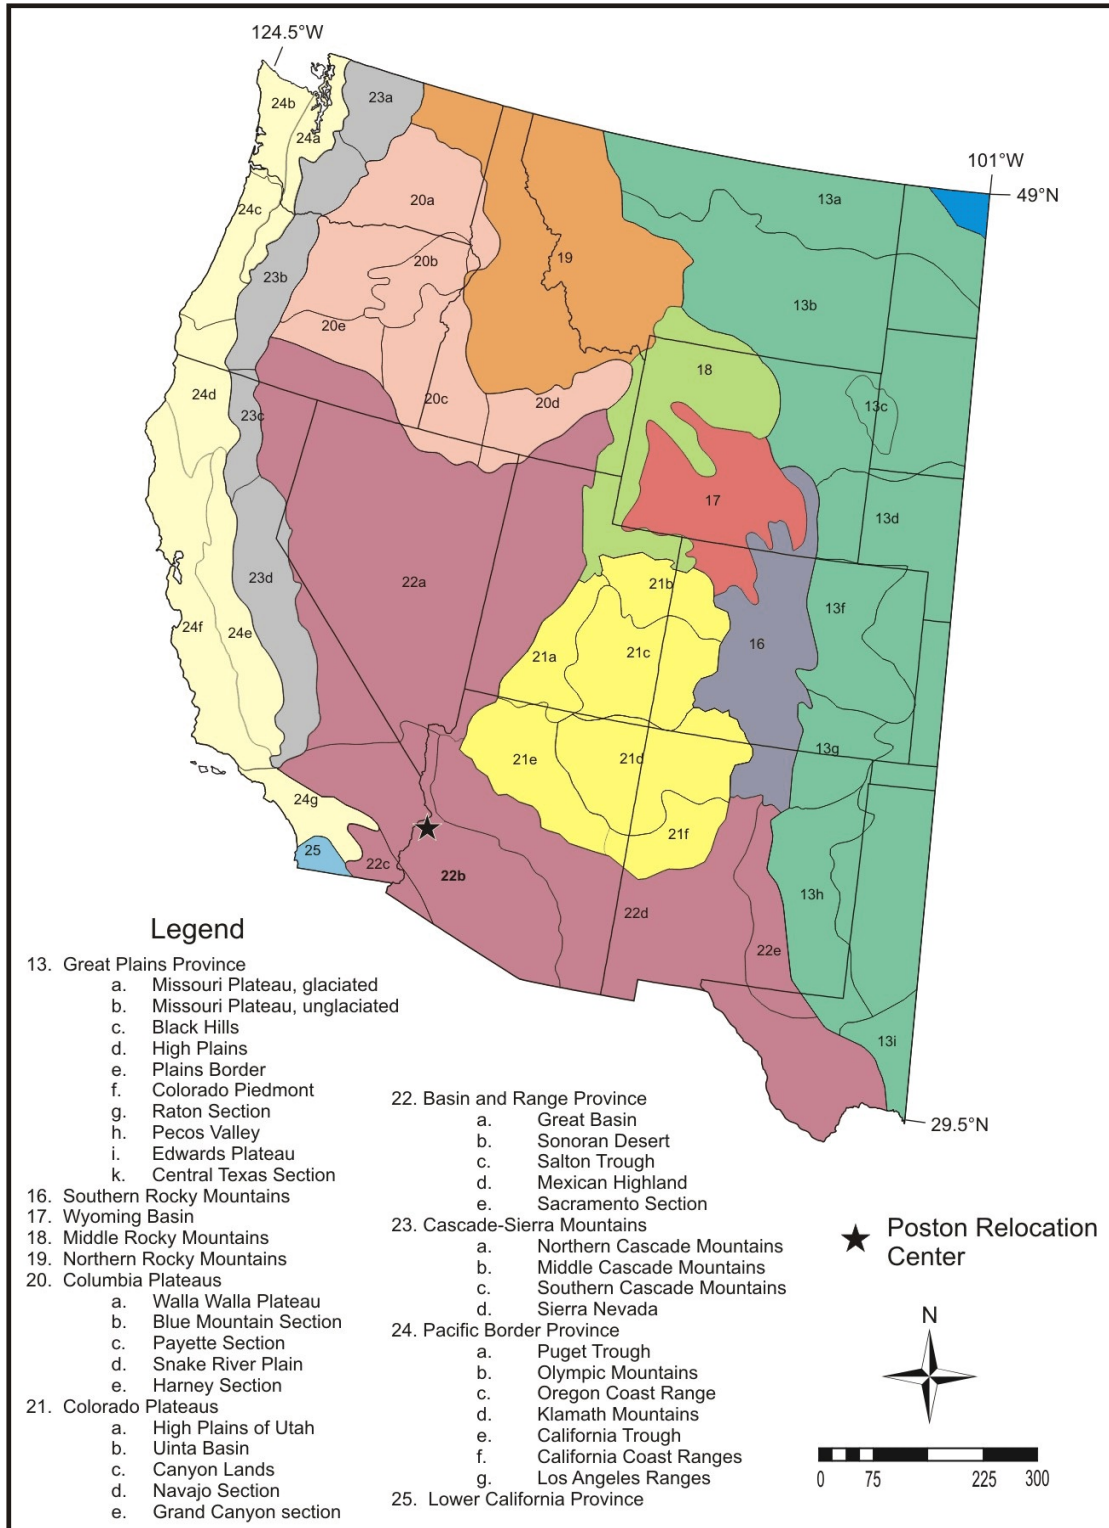 124.5°W
101°W
49°N
24b
23a
24a
20a
13a
24c
20b
19
23b
13b
20e
18
24d
23c
20c
20d
13c
17
13d
23d
22a
21b
13f
24f
24e
21a
21c
16
21e
21d
13g
24g
21f
25
22c
22b
13h
22d
22e
13i
29.5°N
Legend
13. Great Plains Province
a. Missouri Plateau, glaciated
b. Missouri Plateau, unglaciated
c. Black Hills
d. High Plains
e. Plains Border
f. Colorado Piedmont
g. Raton Section
h. Pecos Valley
i. Edwards Plateau
k. Central Texas Section
16. Southern Rocky Mountains
17. Wyoming Basin
18. Middle Rocky Mountains
19. Northern Rocky Mountains
20. Columbia Plateaus
a. Walla Walla Plateau
b. Blue Mountain Section
c. Payette Section
d. Snake River Plain
e. Harney Section
21. Colorado Plateaus
a. High Plains of Utah
b. Uinta Basin
c. Canyon Lands
d. Navajo Section
e. Grand Canyon section
22. Basin and Range Province
a. Great Basin
b. Sonoran Desert
c. Salton Trough
d. Mexican Highland
e. Sacramento Section
23. Cascade-Sierra Mountains
a. Northern Cascade Mountains
b. Middle Cascade Mountains
c. Southern Cascade Mountains
d. Sierra Nevada
24. Pacific Border Province
a. Puget Trough
b. Olympic Mountains
c. Oregon Coast Range
d. Klamath Mountains
e. California Trough
f. California Coast Ranges
g. Los Angeles Ranges
25. Lower California Province
Poston Relocation
Center
N
0 75 225 300